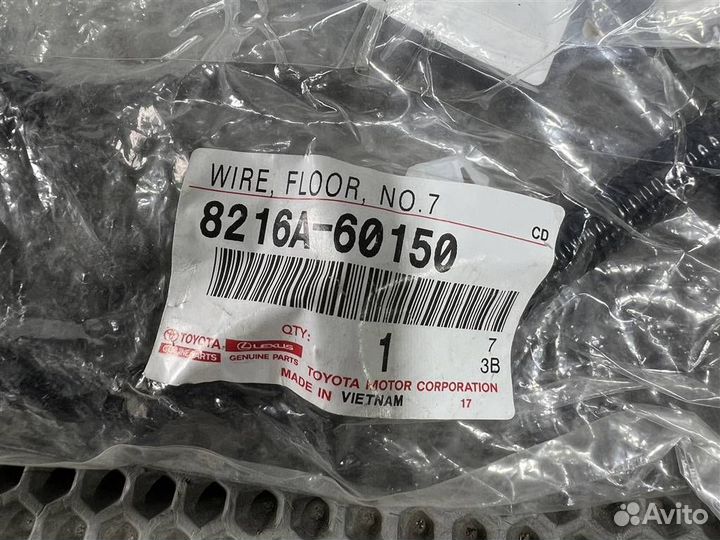 WIRE, FLOOR, NO.7
8216A-60150
CD
QTY:
1
7
3B
TOYOTA
GENUINE PARTS
LEXUS
GENUINE PARTS
TOYOTA MOTOR CORPORATION
MADE IN VIETNAM
17
Avito